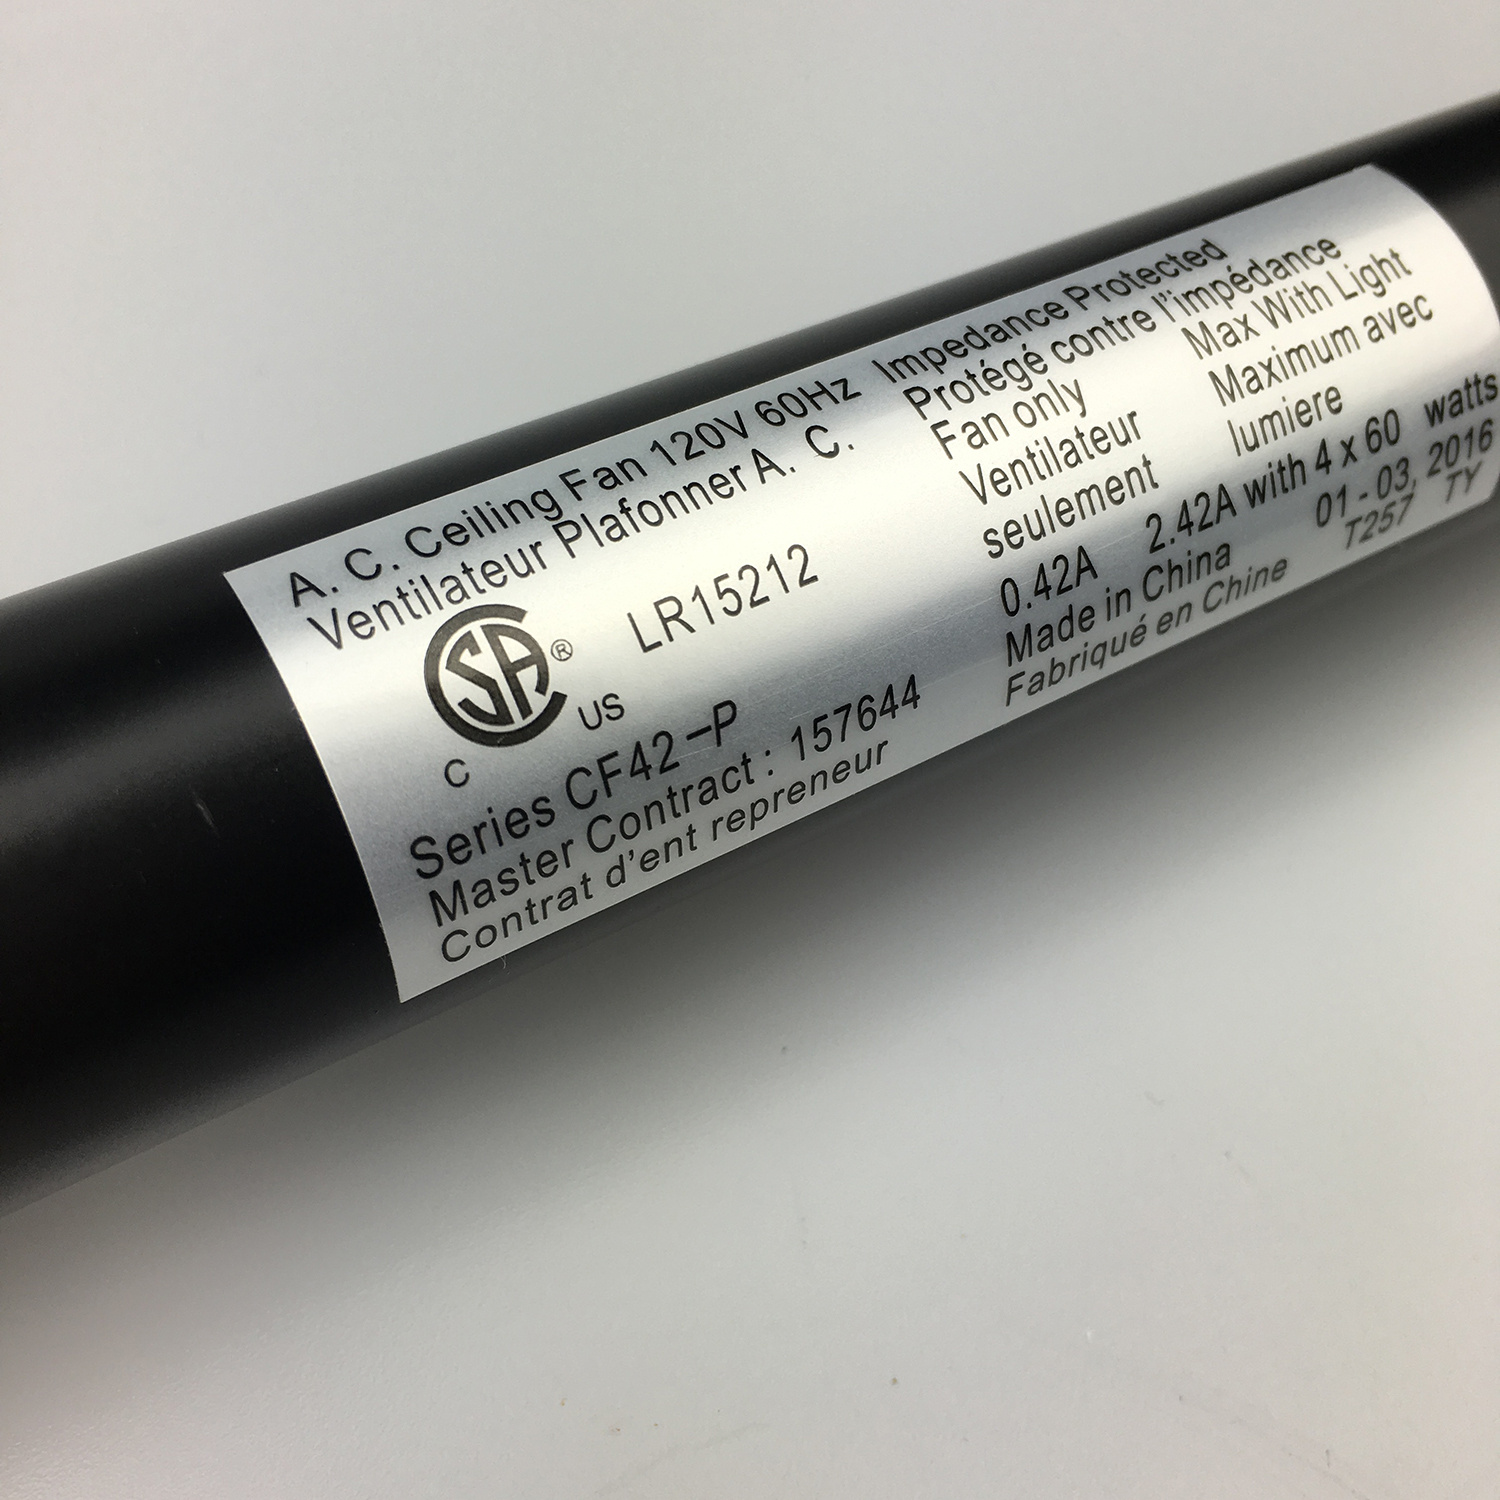 A. C. Ceiling Fan 120V 60Hz
Ventilateur Plafonner A. C.
CSA®
C US
LR15212
Series CF42-P
Master Contract : 157644
Contrat d'ent repreneur
Impedance Protected
Protégé contre l'impédance
Fan only
Ventilateur
seulement
0.42A
Max With Light
Maximum avec
lumiere
2.42A with 4 x 60 watts
Made in China
Fabriqué en Chine
01 - 03, 2016
T257 TY